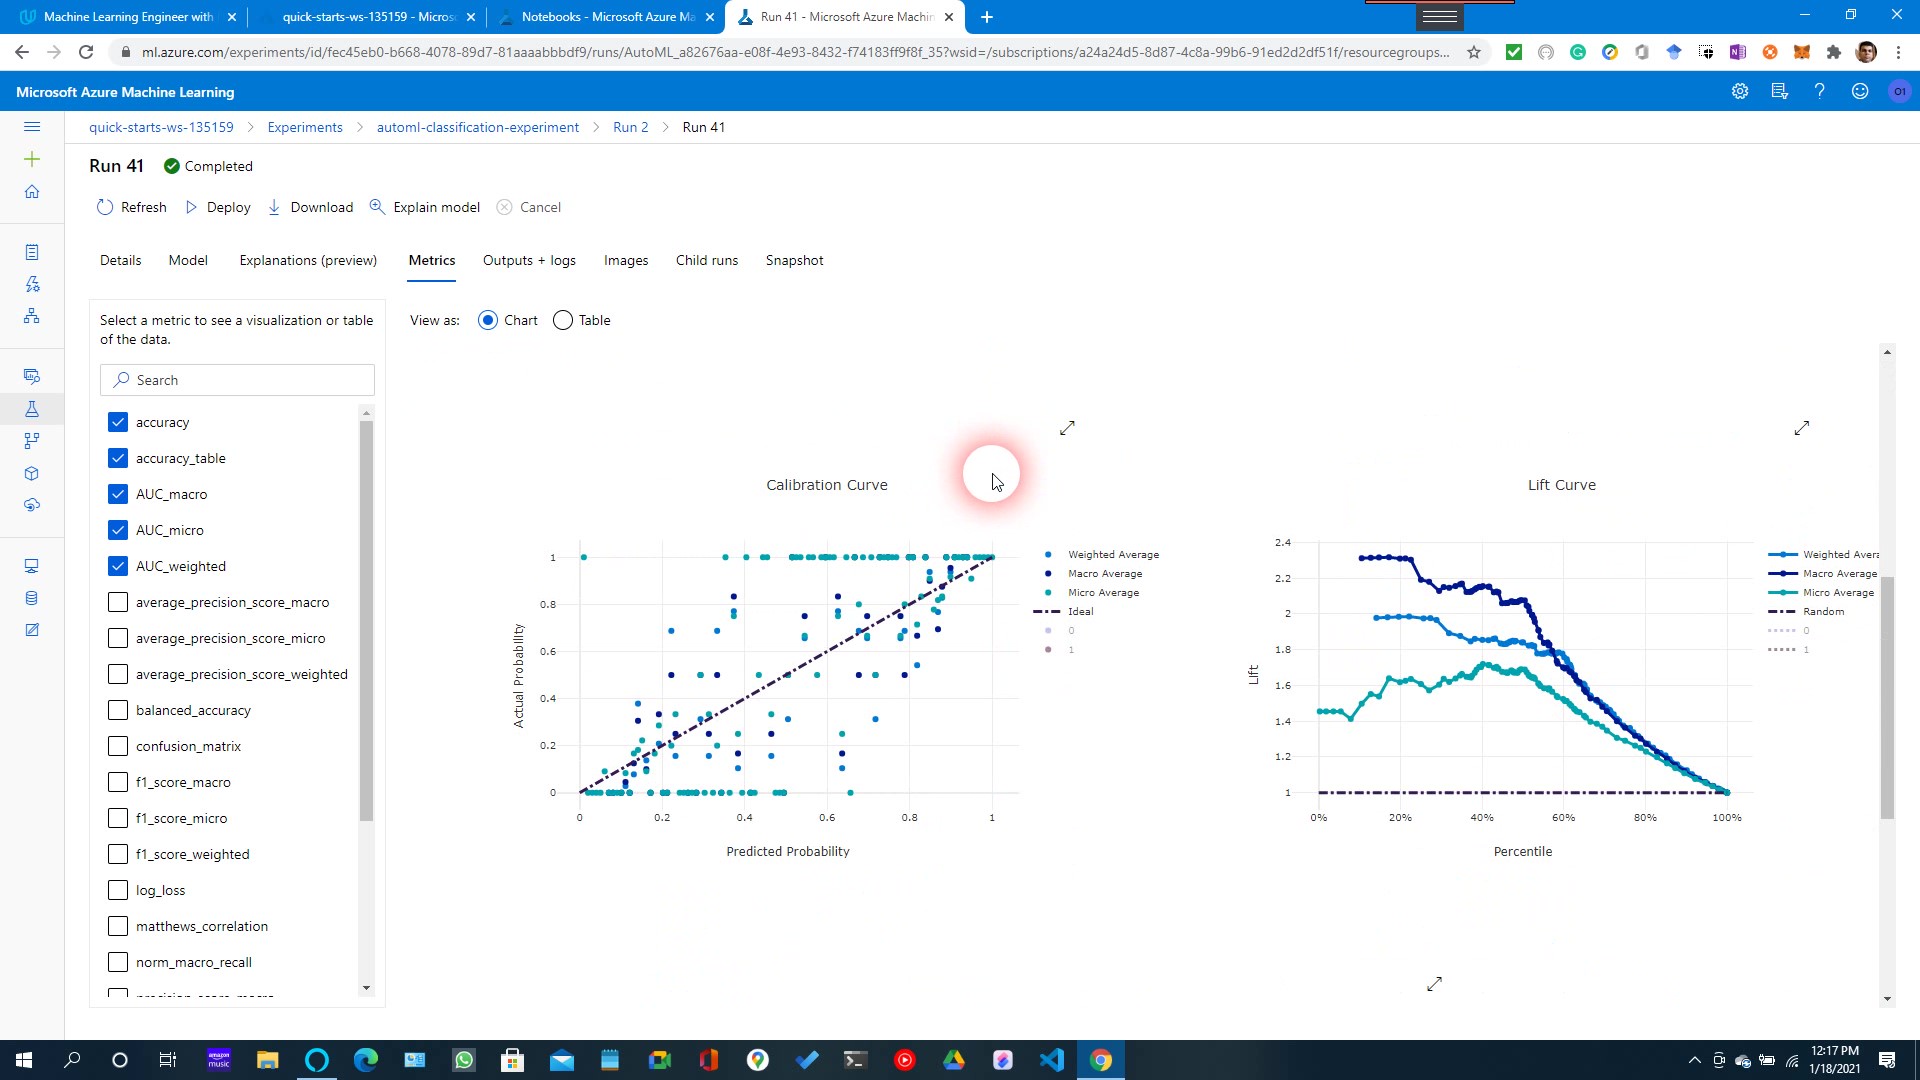 Machine Learning Engineer with
quick-starts-ws-135159 - Micros
Notebooks - Microsoft Azure Ma
Run 41 - Microsoft Azure Machin
ml.azure.com/experiments/id/fec45eb0-b668-4078-89d7-81aaaabbbdf9/runs/AutoML_a82676aa-e08f-4e93-8432-f74183ff9f8f_35?wsid=/subscriptions/a24a24d5-8d87-4c8a-99b6-91ed2d2df51f/resourcegroups...
Microsoft Azure Machine Learning
O1
quick-starts-ws-135159 > Experiments > automl-classification-experiment > Run 2 > Run 41
Run 41 Completed
Refresh Deploy Download Explain model Cancel
Details Model Explanations (preview) Metrics Outputs + logs Images Child runs Snapshot
Select a metric to see a visualization or table
of the data.
View as: Chart Table
Search
accuracy
accuracy_table
AUC_macro
AUC_micro
AUC_weighted
average_precision_score_macro
average_precision_score_micro
average_precision_score_weighted
balanced_accuracy
confusion_matrix
f1_score_macro
f1_score_micro
f1_score_weighted
log_loss
matthews_correlation
norm_macro_recall
Calibration Curve
1
0.8
0.6
0.4
0.2
0
Actual Probability
0 0.2 0.4 0.6 0.8 1
Predicted Probability
Weighted Average
Macro Average
Micro Average
Ideal
0
1
Lift Curve
2.4
2.2
2
1.8
1.6
1.4
1.2
1
Lift
0% 20% 40% 60% 80% 100%
Percentile
Weighted Avera
Macro Average
Micro Average
Random
0
1
amazon
music
12:17 PM
1/18/2021